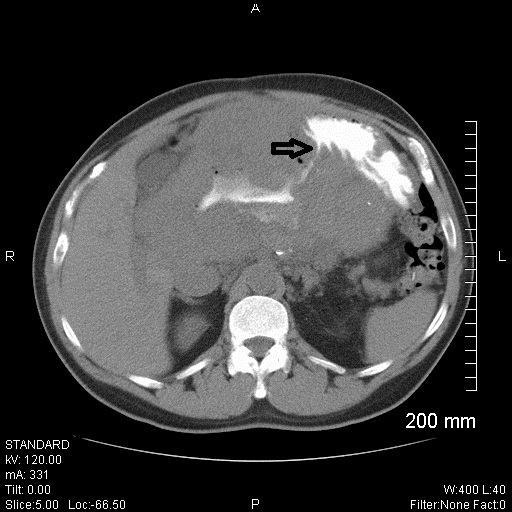 A
R
L
200 mm
STANDARD
kV: 120.00
mA: 331
Tilt: 0.00
Slice:5.00 Loc:-66.50
P
W:400 L:40
Filter:None Fact:0